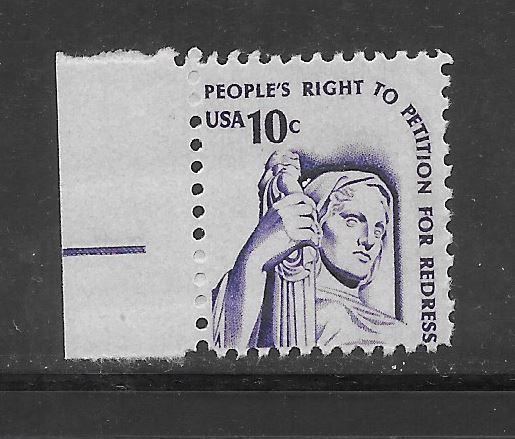 PEOPLE'S RIGHT TO PETITION FOR REDRESS
USA 10c